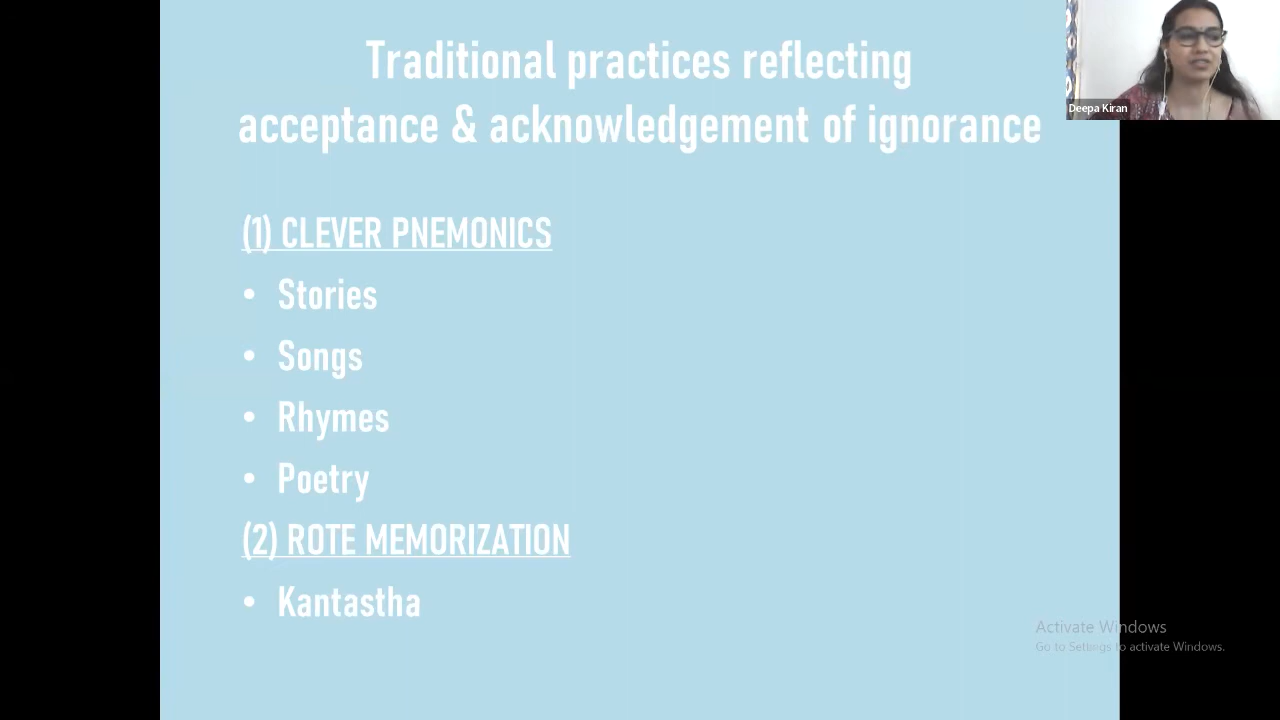 Traditional practices reflecting
acceptance & acknowledgement of ignorance
Deepa Kiran
(1) CLEVER PNEMONICS
• Stories
• Songs
• Rhymes
• Poetry
(2) ROTE MEMORIZATION
• Kantastha
Activate Windows
Go to Settings to activate Windows.